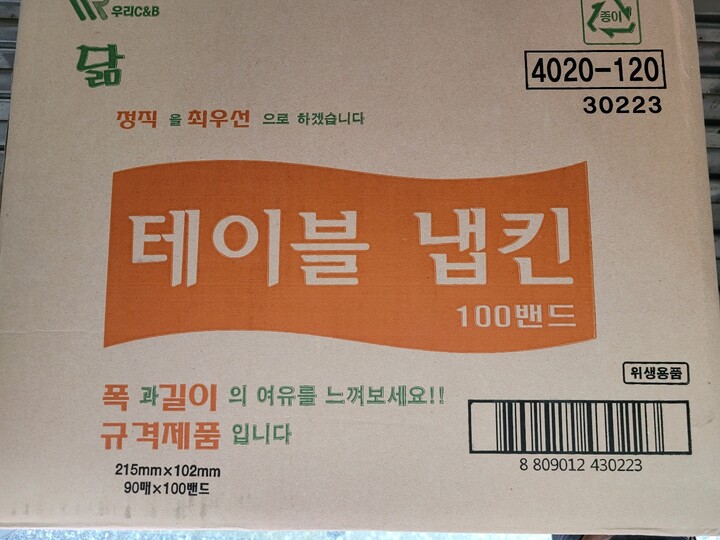 우리C&B
종이
닮
4020-120
30223
정직 을 최우선 으로 하겠습니다
테이블 냅킨
100밴드
위생용품
폭 과 길이 의 여유를 느껴보세요!!
규격제품 입니다
215mm×102mm
90매×100밴드
8 809012 430223